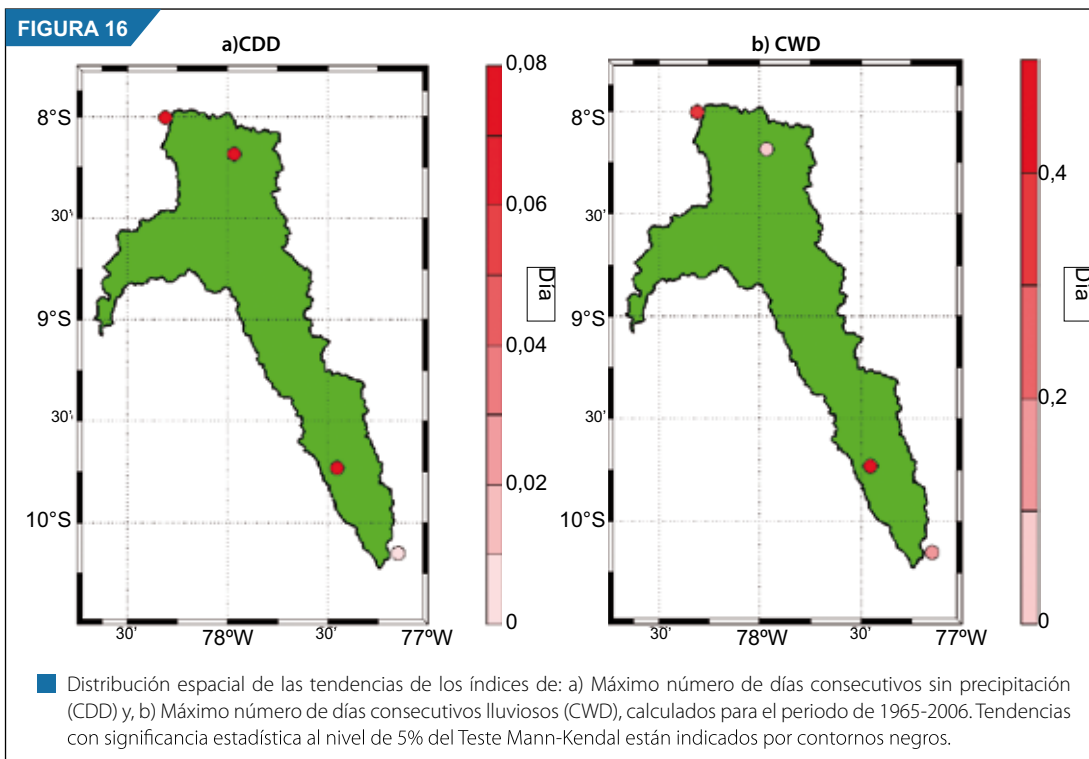 FIGURA 16
a)CDD
8°S
30'
9°S
30'
10°S
30'
78°W
30'
77°W
0,08
0,06
0,04
0,02
0
Día
b) CWD
8°S
30'
9°S
30'
10°S
30'
78°W
30'
77°W
0,4
0,2
0
Día
Distribución espacial de las tendencias de los índices de: a) Máximo número de días consecutivos sin precipitación
(CDD) y, b) Máximo número de días consecutivos lluviosos (CWD), calculados para el periodo de 1965-2006. Tendencias
con significancia estadística al nivel de 5% del Teste Mann-Kendal están indicados por contornos negros.